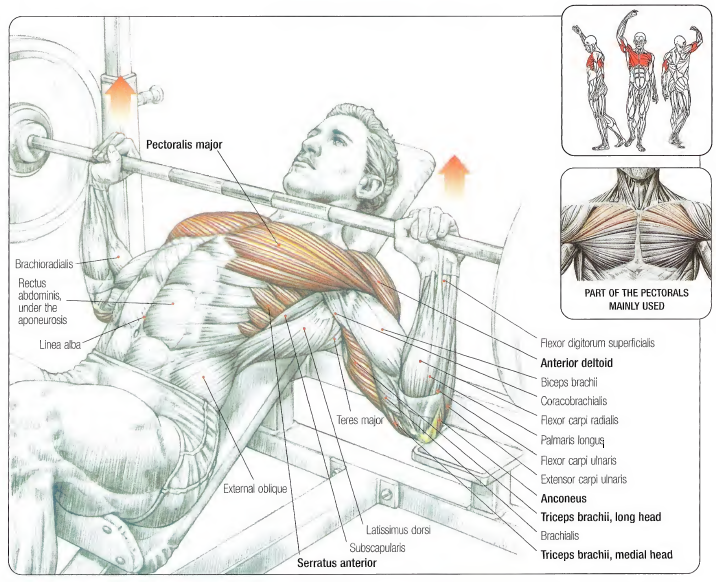 Pectoralis major
Brachioradialis
Rectus
abdominis,
under the
aponeurosis
Linea alba
External oblique
Teres major
Latissimus dorsi
Subscapularis
Serratus anterior
PART OF THE PECTORALS
MAINLY USED
Flexor digitorum superficialis
Anterior deltoid
Biceps brachii
Coracobrachialis
Flexor carpi radialis
Palmaris longus
Flexor carpi ulnaris
Extensor carpi ulnaris
Anconeus
Triceps brachii, long head
Brachialis
Triceps brachii, medial head